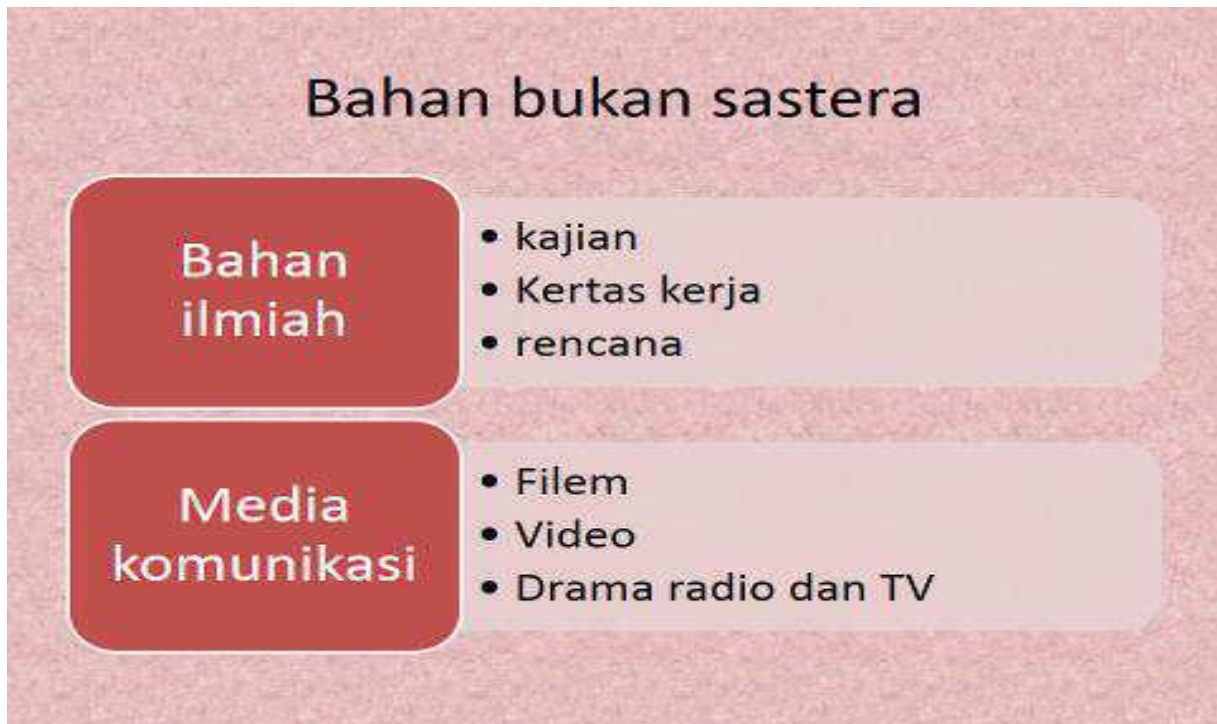 Bahan bukan sastera
Bahan
ilmiah
• kajian
• Kertas kerja
• rencana
Media
komunikasi
• Filem
• Video
• Drama radio dan TV